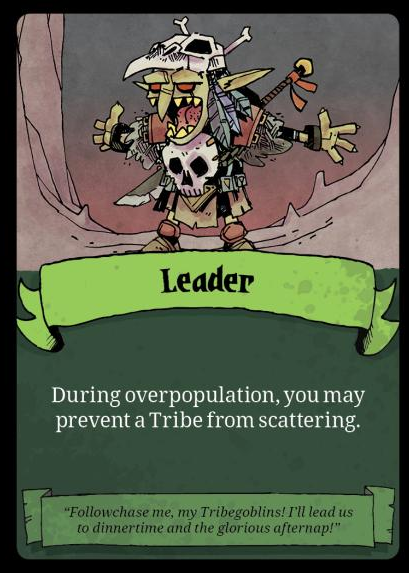 Leader
During overpopulation, you may
prevent a Tribe from scattering.
“Followchase me, my Tribegoblins! I’ll lead us
to dinnertime and the glorious afternap!”